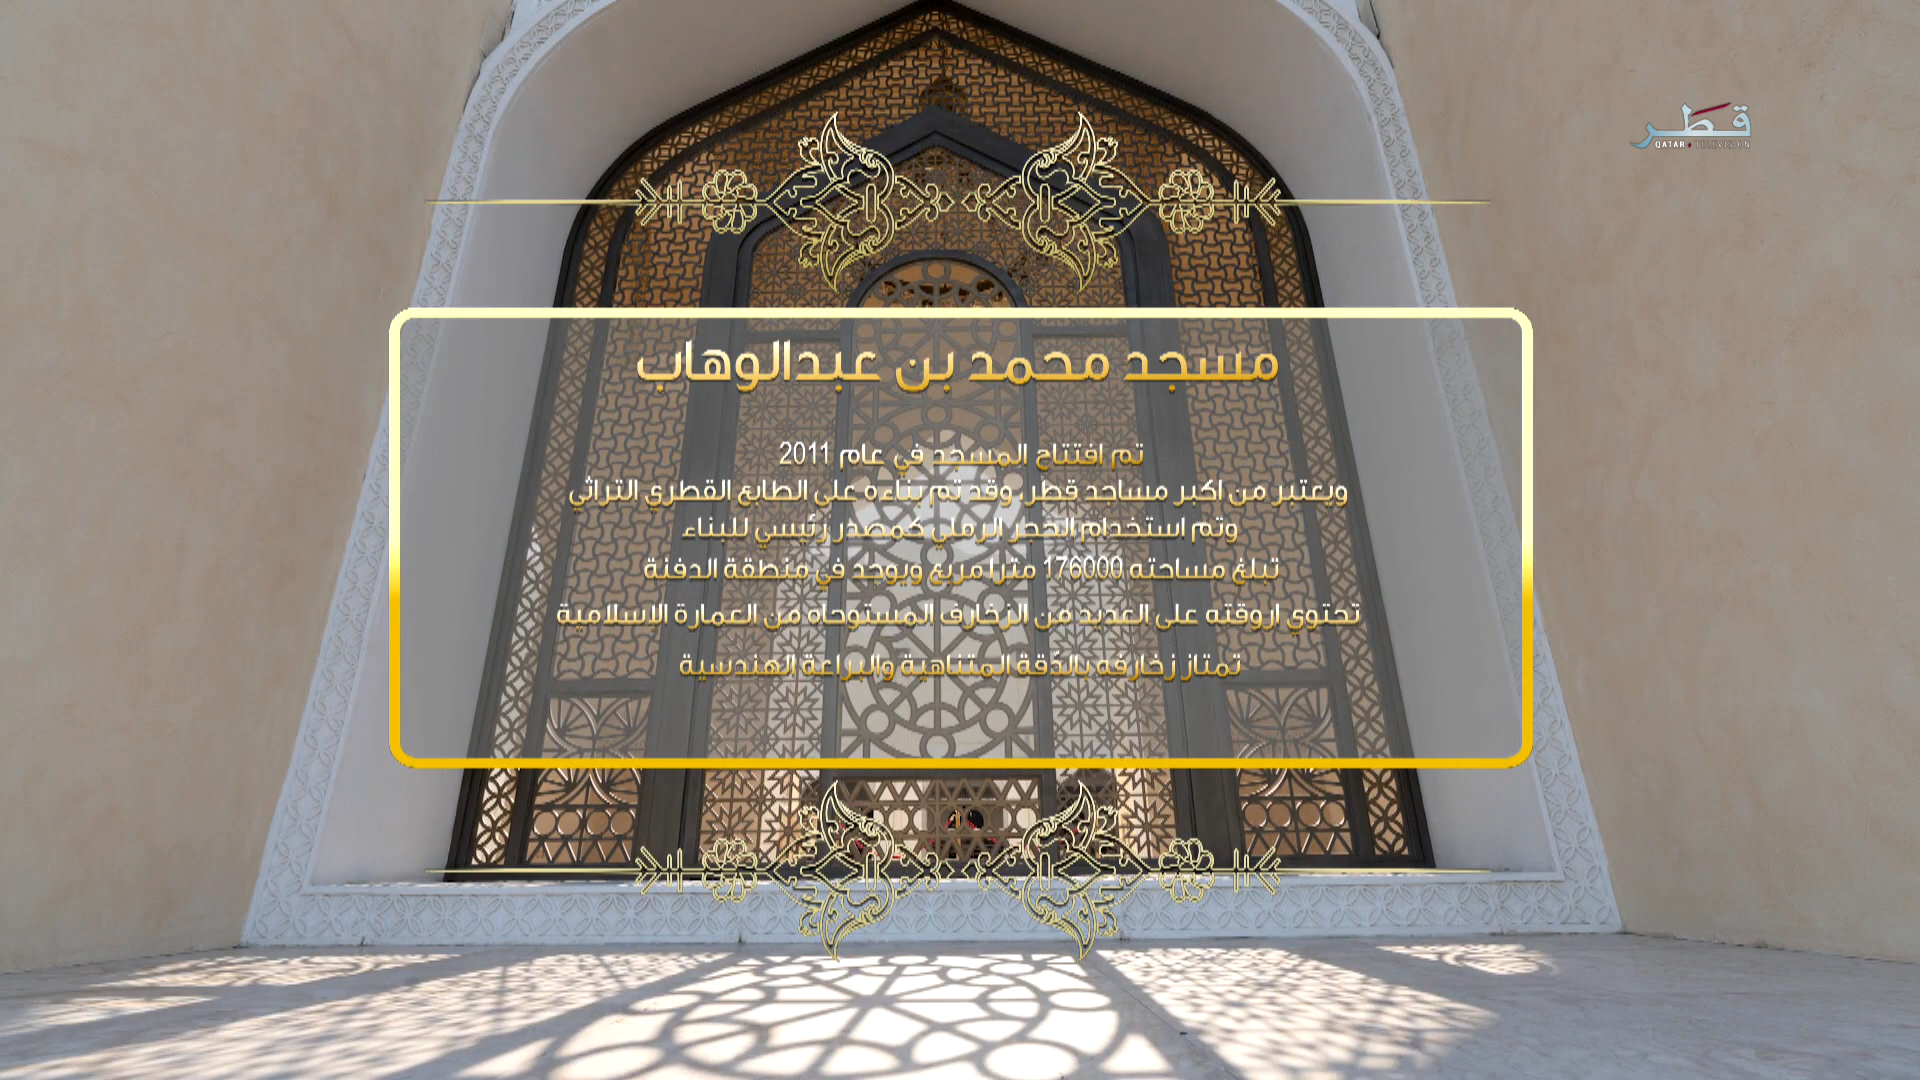 قطر
QATAR TELEVISION
مسجد محمد بن عبدالوهاب
تم افتتاح المسجد في عام 2011
ويعتبر من اكبر مساجد قطر، وقد تم بناءه على الطابع القطري التراثي
وتم استخدام الحجر الرملي كمصدر رئيسي للبناء
تبلغ مساحته 176000 مترا مربع ويوجد في منطقة الدفنة
تحتوي اروقته على العديد من الزخارف المستوحاه من العمارة الاسلامية
تمتاز زخارفه بالدّقة المتناهية والبراعة الهندسية